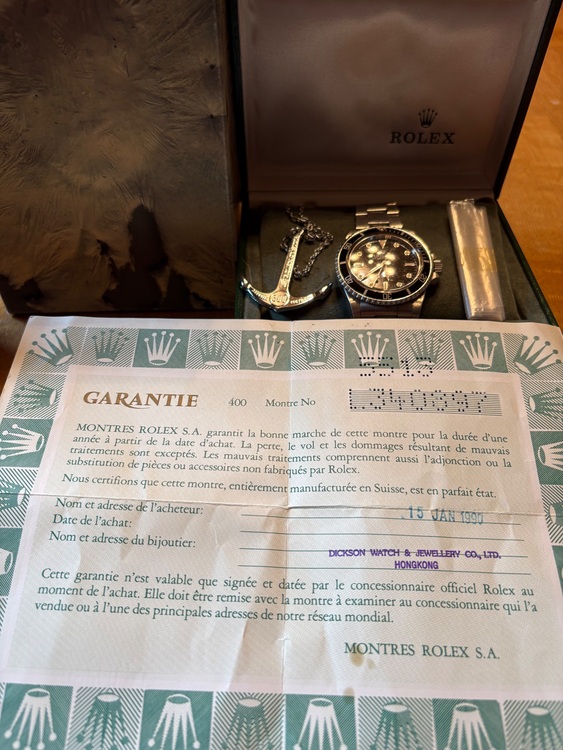 ROLEX
5513
GARANTIE 400 Montre No L340897
MONTRES ROLEX S.A. garantit la bonne marche de cette montre pour la durée d'une
année à partir de la date d'achat. La perte, le vol et les dommages résultant de mauvais
traitements sont exceptés. Les mauvais traitements comprennent aussi l'adjonction ou la
substitution de pièces ou accessoires non fabriqués par Rolex.
Nous certifions que cette montre, entièrement manufacturée en Suisse, est en parfait état.
Nom et adresse de l'acheteur:
Date de l'achat: 15 JAN 1990
Nom et adresse du bijoutier:
DICKSON WATCH & JEWELLERY CO., LTD.
HONGKONG
Cette garantie n'est valable que signée et datée par le concessionnaire officiel Rolex au
moment de l'achat. Elle doit être remise avec la montre à examiner au concessionnaire qui l'a
vendue ou à l'une des principales adresses de notre réseau mondial.
MONTRES ROLEX S.A.